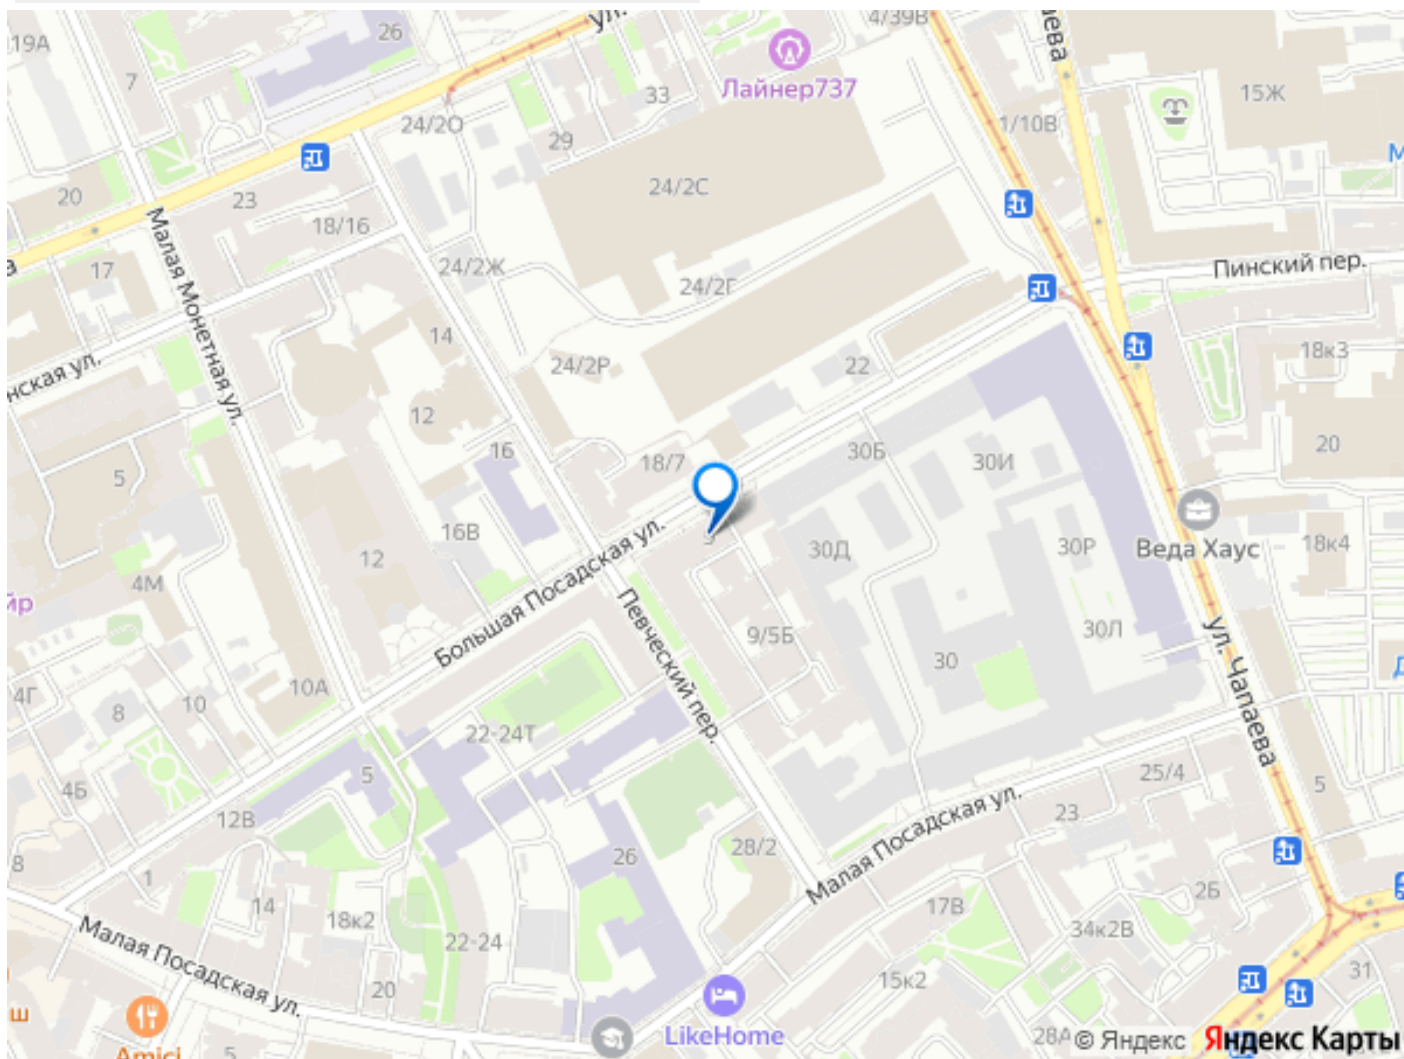 119А
26
ул.
4/39В
аева
7
Лайнер737
15Ж
33
24/2О
29
1/10В
М
24/2С
20
23
18/16
Малая Монетная ул.
17
24/2Ж
24/2Г
Пинский пер.
14
нская ул.
24/2Р
22
18к3
12
5
16
18/7
30Б
30И
20
16В
Большая Посадская ул.
30Д
30Р
Веда Хаус
18к4
12
4М
йр
Певческий пер.
9/5Б
30Л
ул. Чапаева
30
4Г
10
10А
8
22-24Т
Д
5
4Б
12В
25/4
5
23
Малая Посадская ул.
8
28/2
26
1
14
18к2
22-24
17В
2Б
34к2В
Малая Посадская ул.
20
15к2
31
ш
LikeHome
28А
Amici
5
© Яндекс Яндекс Карты